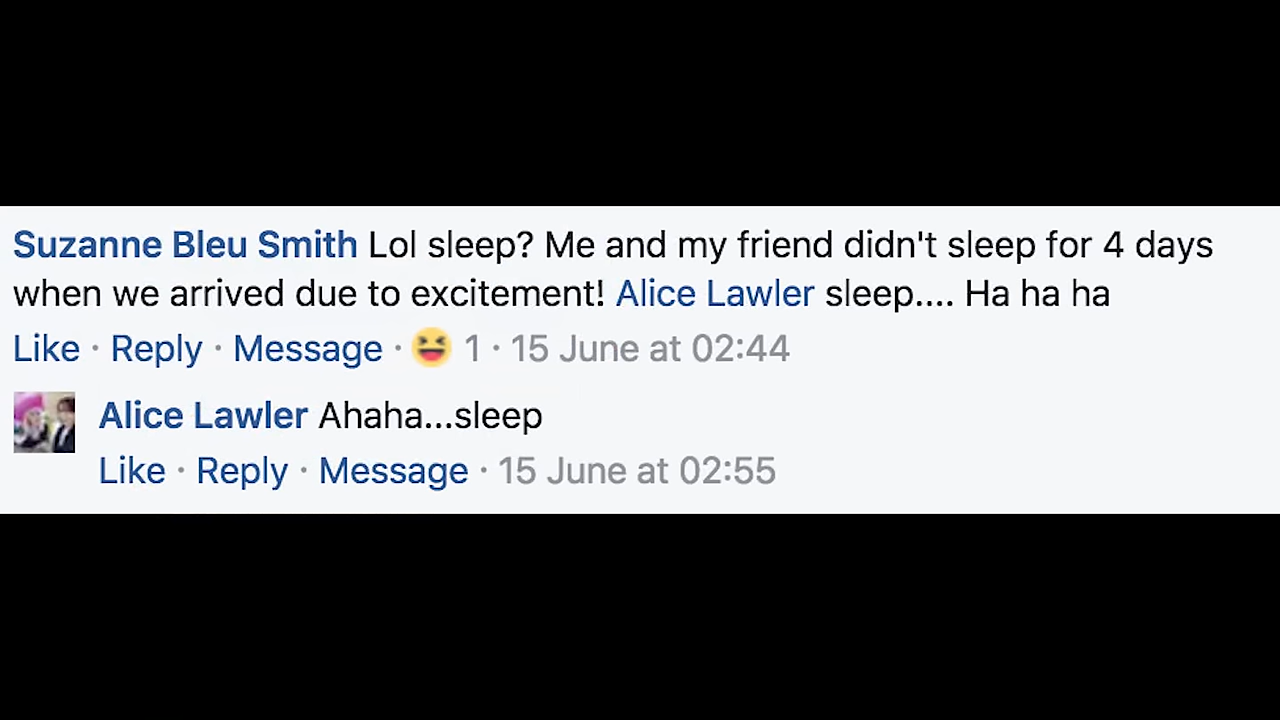 Suzanne Bleu Smith Lol sleep? Me and my friend didn't sleep for 4 days
when we arrived due to excitement! Alice Lawler sleep.... Ha ha ha
Like · Reply · Message · 😆 1 · 15 June at 02:44
Alice Lawler Ahaha...sleep
Like · Reply · Message · 15 June at 02:55